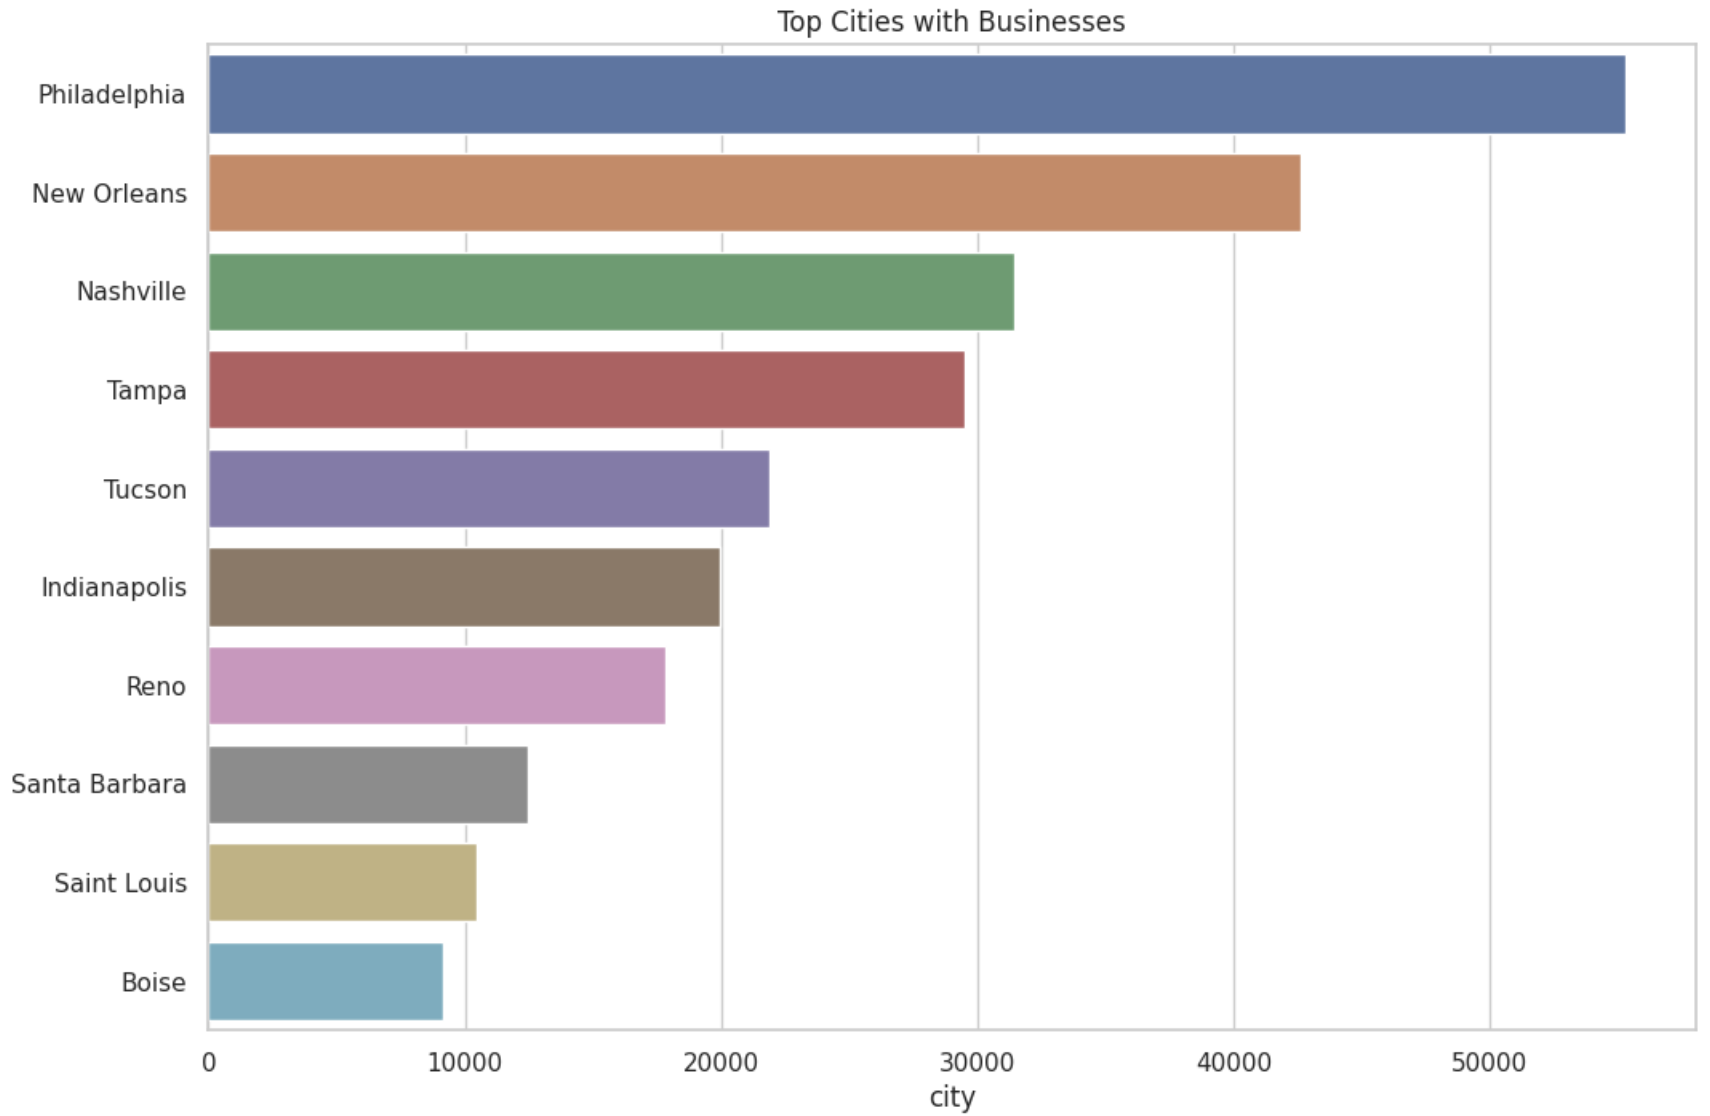 Top Cities with Businesses
Philadelphia
New Orleans
Nashville
Tampa
Tucson
Indianapolis
Reno
Santa Barbara
Saint Louis
Boise
0 10000 20000 30000 40000 50000
city